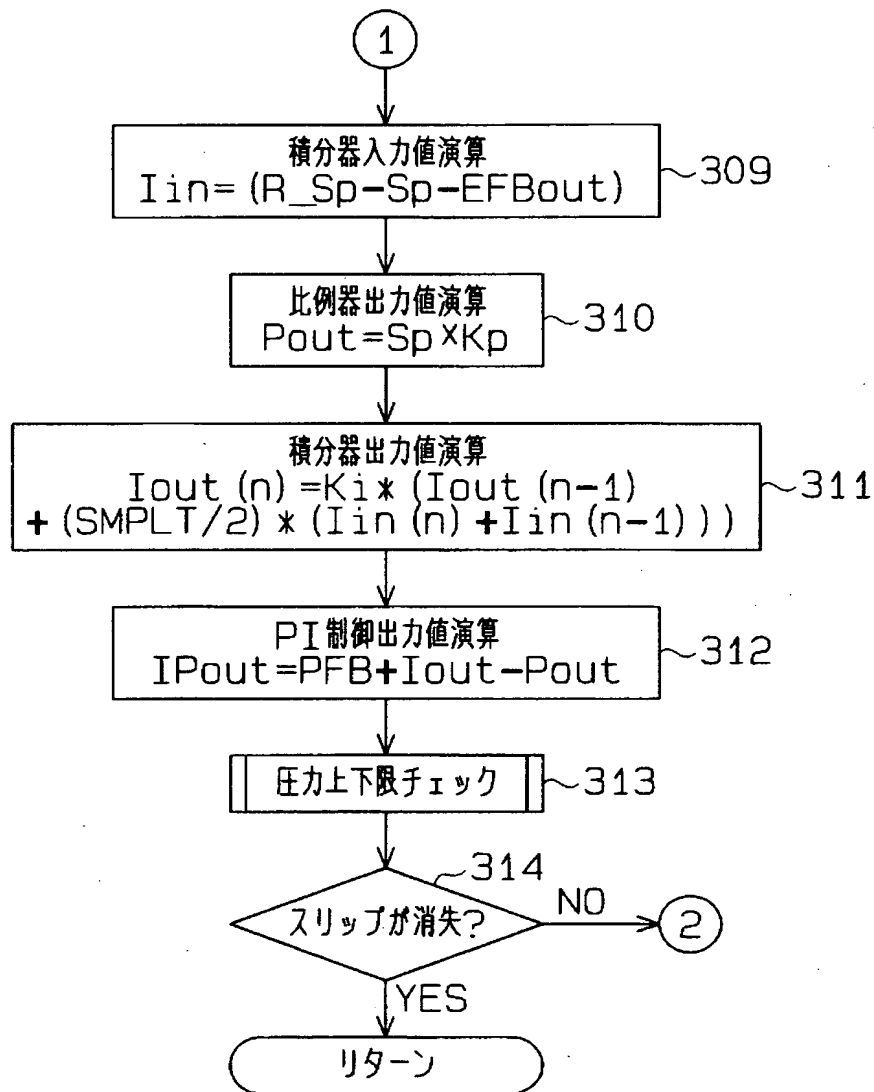 1
積分器入力値演算
Iin=(R_Sp-Sp-EFBout)
309
比例器出力値演算
Pout=Sp×Kp
310
積分器出力値演算
Iout(n)=Ki*(Iout(n-1)
+(SMPLT/2)*(Iin(n)+Iin(n-1)))
311
PI制御出力値演算
IPout=PFB+Iout-Pout
312
圧力上下限チェック
313
314
スリップが消失?
NO
2
YES
リターン